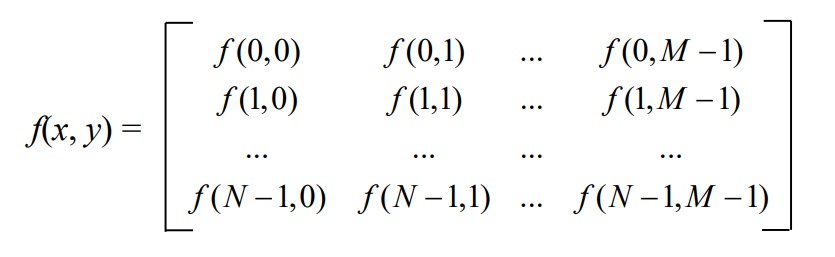 f(0,0) f(0,1) ... f(0,M−1)
f(1,0) f(1,1) ... f(1,M−1)
f(x, y) =
... ... ... ...
f(N−1,0) f(N−1,1) ... f(N−1,M−1)